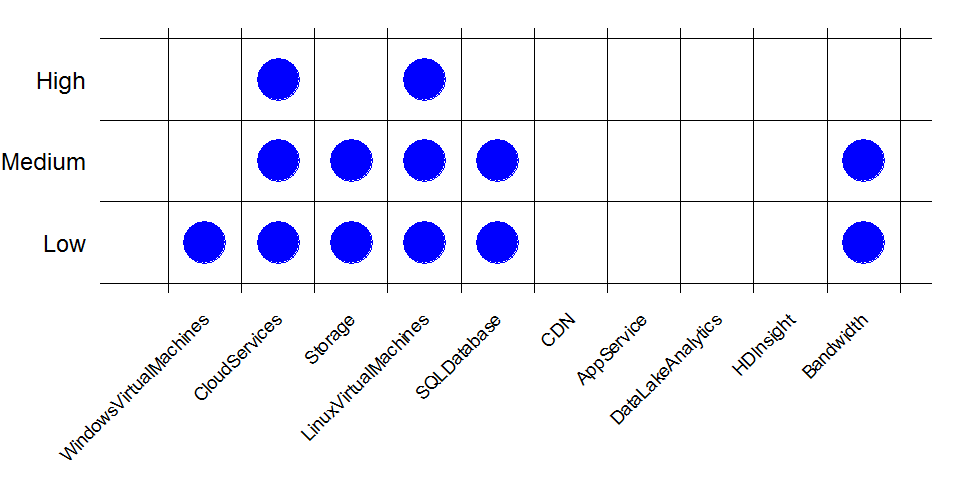 High
Medium
Low
WindowsVirtualMachines
CloudServices
Storage
LinuxVirtualMachines
SQLDatabase
CDN
AppService
DataLakeAnalytics
HDInsight
Bandwidth